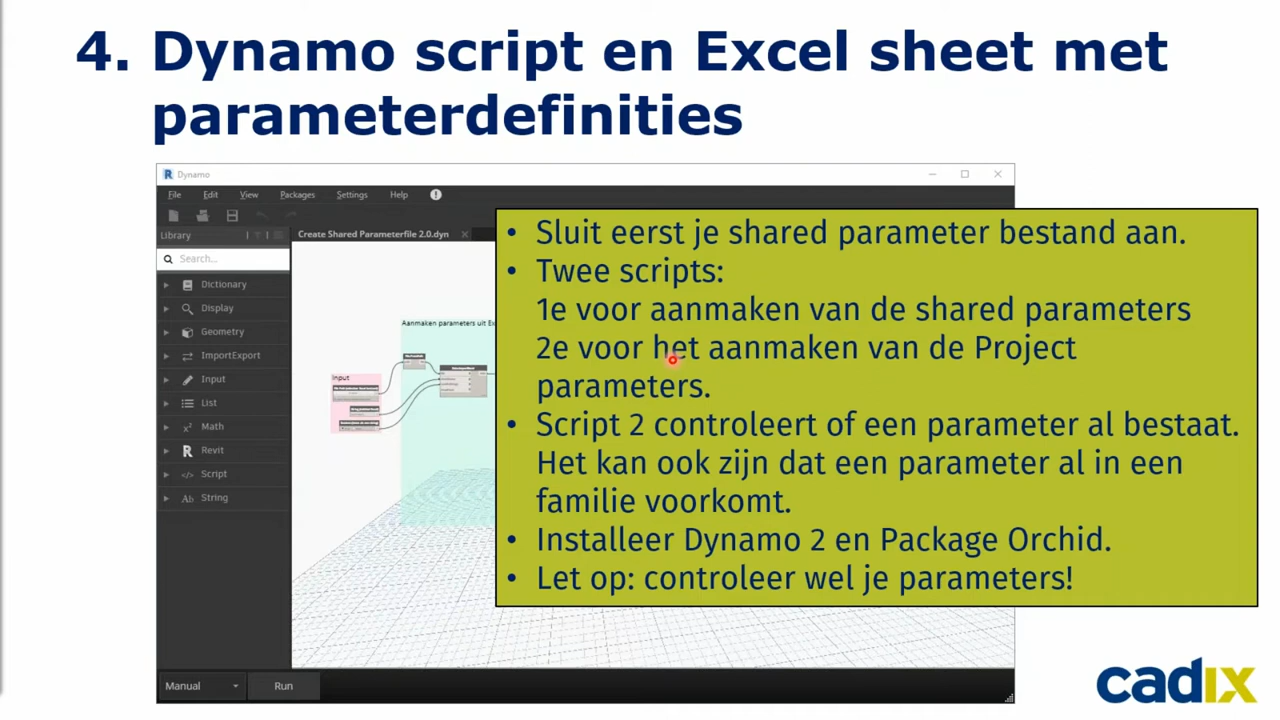 4. Dynamo script en Excel sheet met
parameterdefinities
Dynamo
File Edit View Packages Settings Help
Library
Create Shared Parameterfile 2.0.dyn
Search...
Dictionary
Display
Geometry
ImportExport
Input
List
Math
Revit
Script
String
Aanmaken parameters uit Ex
Input
• Sluit eerst je shared parameter bestand aan.
• Twee scripts:
1e voor aanmaken van de shared parameters
2e voor het aanmaken van de Project
parameters.
• Script 2 controleert of een parameter al bestaat.
Het kan ook zijn dat een parameter al in een
familie voorkomt.
• Installeer Dynamo 2 en Package Orchid.
• Let op: controleer wel je parameters!
Manual Run
cadix